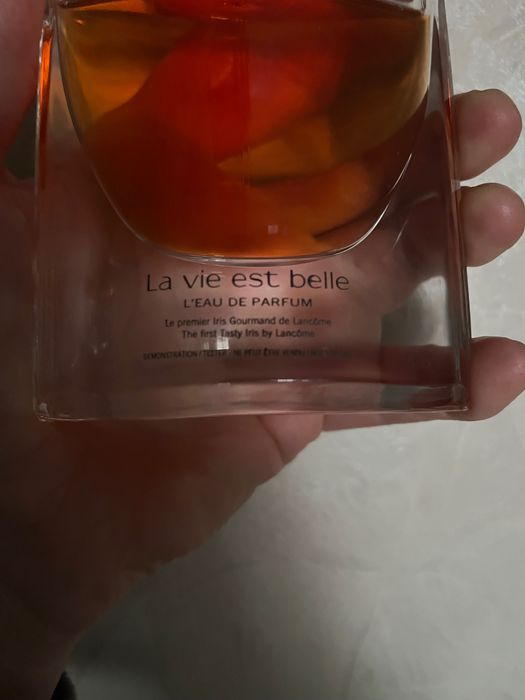 La vie est belle
L'EAU DE PARFUM
Le premier Iris Gourmand de Lancôme
The first Tasty Iris by Lancôme
DEMONSTRATION / TESTER - NE PEUT ÊTRE VENDU /